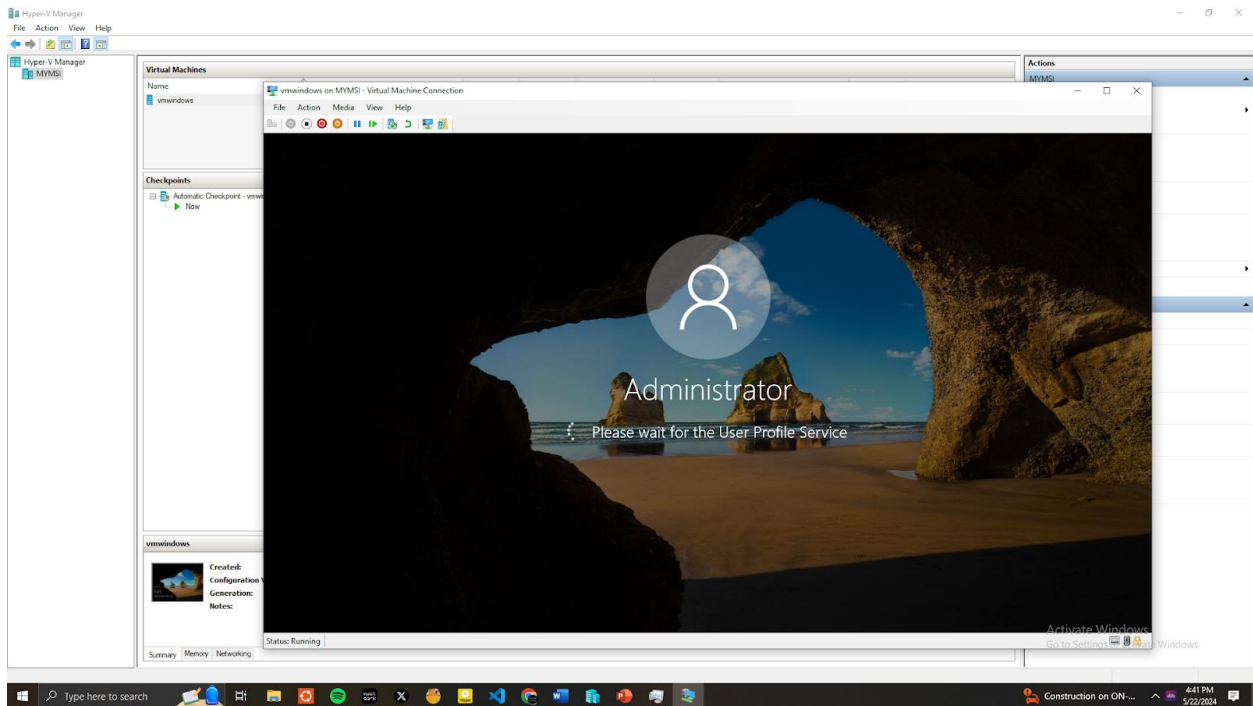 Hyper-V Manager
File Action View Help
Hyper-V Manager
MYMSI
Virtual Machines
Name
vmwindows
Checkpoints
Automatic Checkpoint - vmwi
Now
vmwindows
Created:
Configuration V
Generation:
Notes:
Summary Memory Networking
vmwindows on MYMSI - Virtual Machine Connection
File Action Media View Help
Administrator
Please wait for the User Profile Service
Status: Running
Actions
MYMSI
Activate Windows
Go to Settings to activate Windows.
Type here to search
Construction on ON-...
4:41 PM
5/22/2024